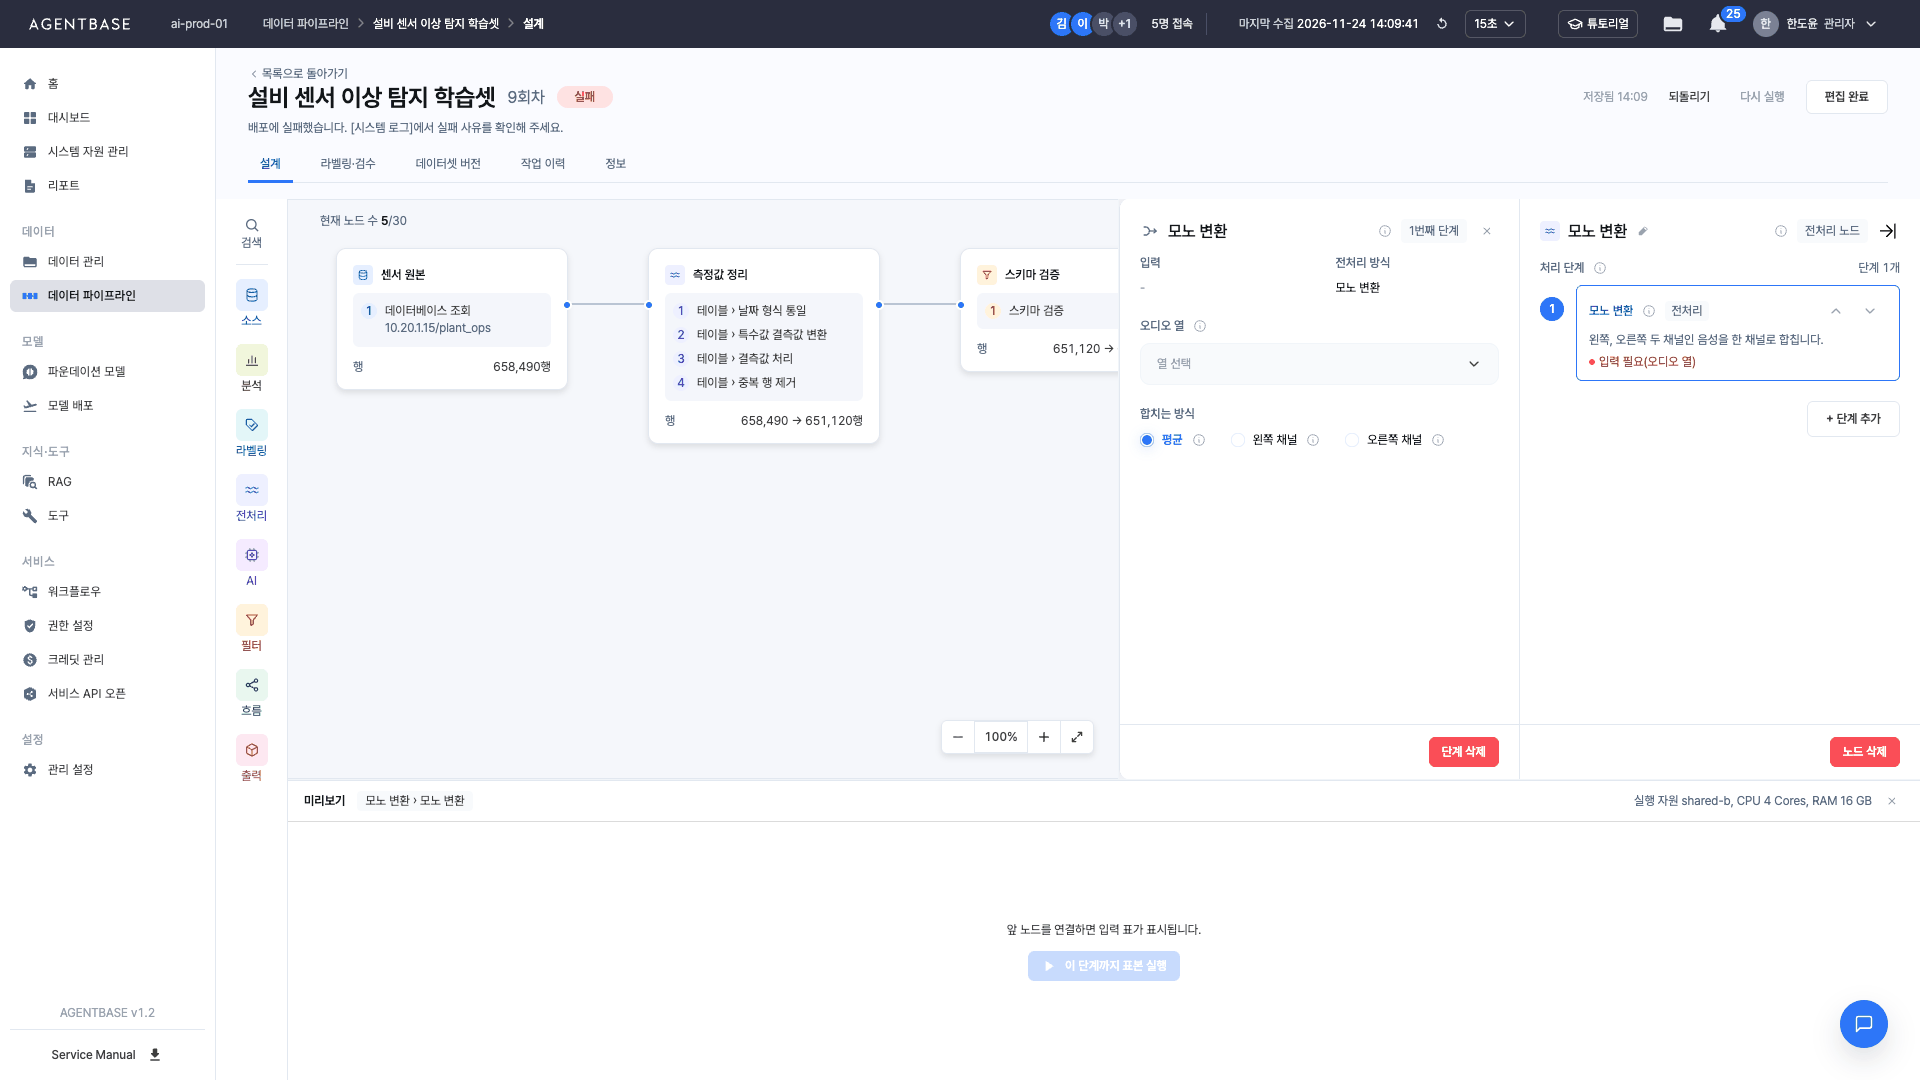 AGENTBASE
ai-prod-01
데이터 파이프라인 > 설비 센서 이상 탐지 학습셋 > 설계
김 이 박 +1 5명 접속
마지막 수집 2026-11-24 14:09:41
15초
튜토리얼
25
한 한도윤 관리자
홈
대시보드
시스템 자원 관리
리포트
데이터
데이터 관리
데이터 파이프라인
모델
파운데이션 모델
모델 배포
지식·도구
RAG
도구
서비스
워크플로우
권한 설정
크레딧 관리
서비스 API 오픈
설정
관리 설정
AGENTBASE v1.2
Service Manual
목록으로 돌아가기
설비 센서 이상 탐지 학습셋 9회차 실패
배포에 실패했습니다. [시스템 로그]에서 실패 사유를 확인해 주세요.
저장됨 14:09 되돌리기 다시 실행 편집 완료
설계 라벨링·검수 데이터셋 버전 작업 이력 정보
검색
소스
분석
라벨링
전처리
AI
필터
흐름
출력
현재 노드 수 5/30
센서 원본
1 데이터베이스 조회
10.20.1.15/plant_ops
행 658,490행
측정값 정리
1 테이블 › 날짜 형식 통일
2 테이블 › 특수값 결측값 변환
3 테이블 › 결측값 처리
4 테이블 › 중복 행 제거
행 658,490 → 651,120행
스키마 검증
1 스키마 검증
행 651,120 →
100%
모노 변환 1번째 단계
입력 전처리 방식
- 모노 변환
오디오 열
열 선택
합치는 방식
평균 왼쪽 채널 오른쪽 채널
단계 삭제
모노 변환 전처리 노드
처리 단계 단계 1개
1 모노 변환 전처리
왼쪽, 오른쪽 두 채널인 음성을 한 채널로 합칩니다.
입력 필요(오디오 열)
+ 단계 추가
노드 삭제
미리보기 모노 변환 › 모노 변환
실행 자원 shared-b, CPU 4 Cores, RAM 16 GB
앞 노드를 연결하면 입력 표가 표시됩니다.
이 단계까지 표본 실행